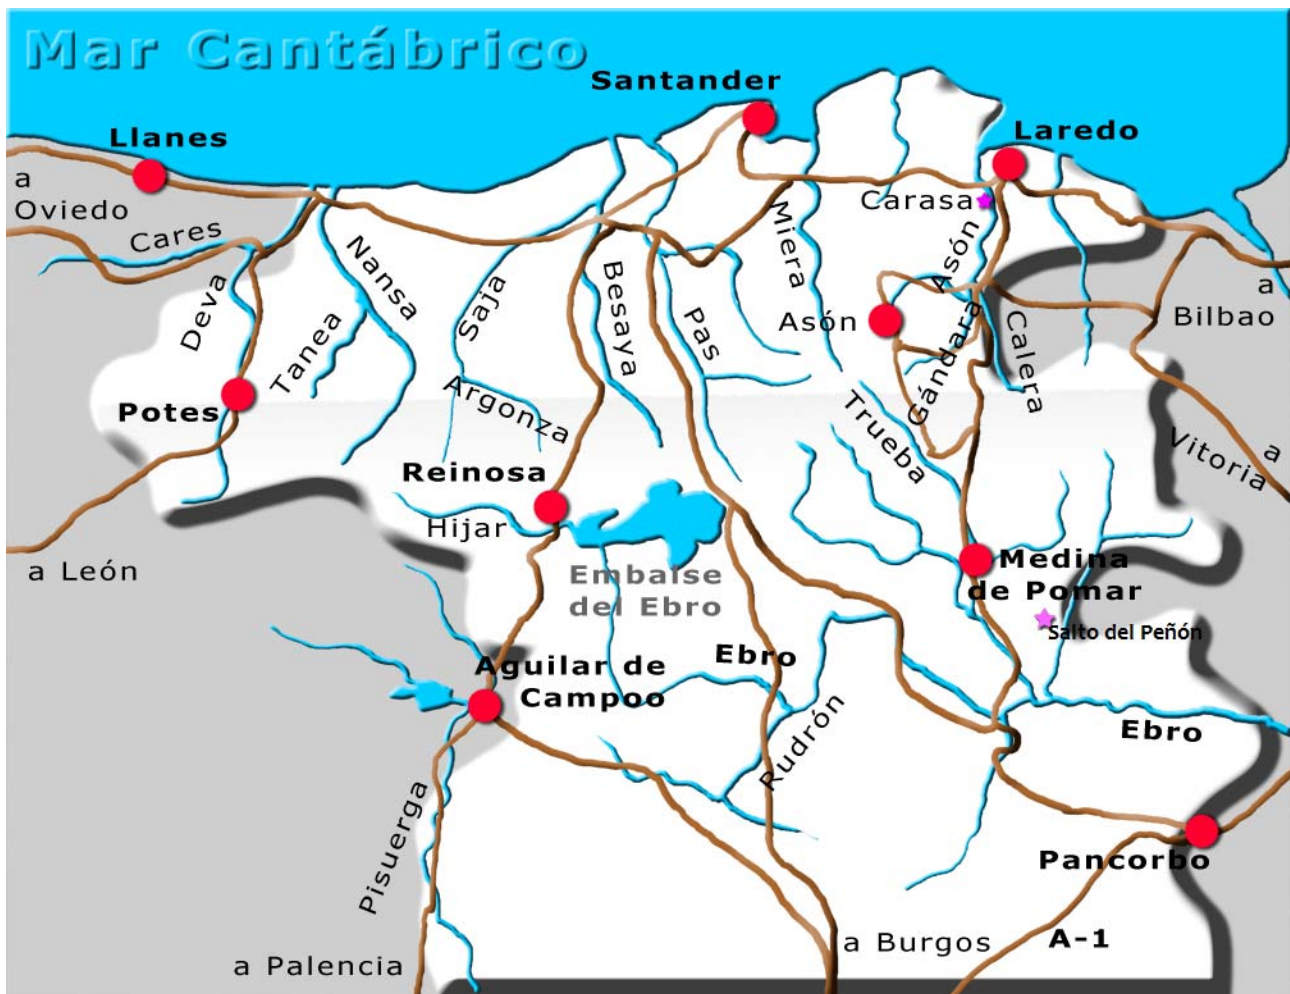 Mar Cantábrico
Santander
Llanes
Laredo
a
Oviedo
Cares
Carasa
Nansa
Miera
Asón
Deva
Saja
Besaya
a
Bilbao
Tanea
Pas
Asón
Gándara
Calera
Potes
Argonza
Trueba
a
Vitoria
Reinosa
Hijar
a León
Embalse
del Ebro
Medina
de Pomar
Salto del Peñón
Aguilar de
Campoo
Ebro
Rudrón
Ebro
Pisuerga
Pancorbo
a Burgos
A-1
a Palencia